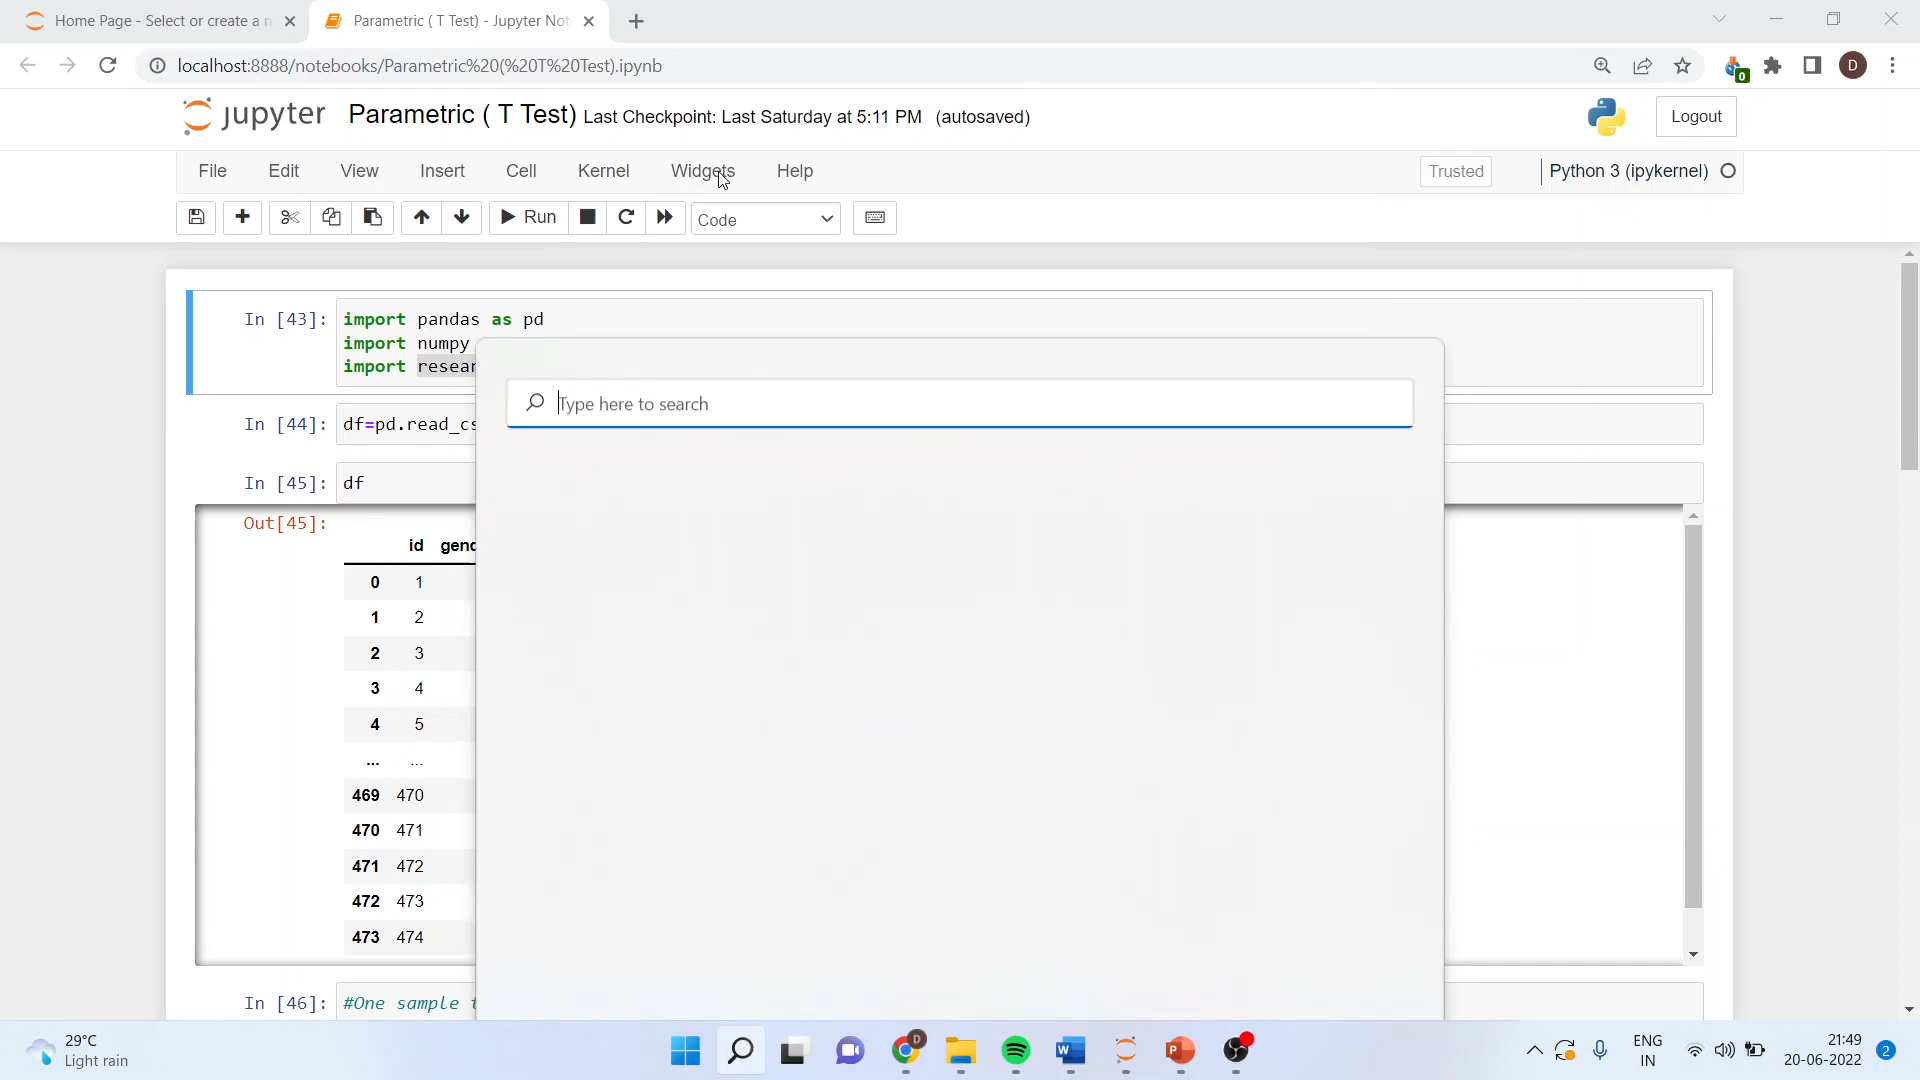 Home Page - Select or create a n
Parametric ( T Test) - Jupyter Not
localhost:8888/notebooks/Parametric%20(%20T%20Test).ipynb
0
D
jupyter
Parametric ( T Test) Last Checkpoint: Last Saturday at 5:11 PM (autosaved)
Logout
File Edit View Insert Cell Kernel Widgets Help
Trusted
Python 3 (ipykernel)
Run
Code
In [43]:
import pandas as pd
import numpy
import resear
Type here to search
In [44]: df=pd.read_cs
In [45]: df
Out[45]:
id gend
0 1
1 2
2 3
3 4
4 5
... ...
469 470
470 471
471 472
472 473
473 474
In [46]: #One sample t
29°C
Light rain
D
W
P
ENG
IN
21:49
20-06-2022
2